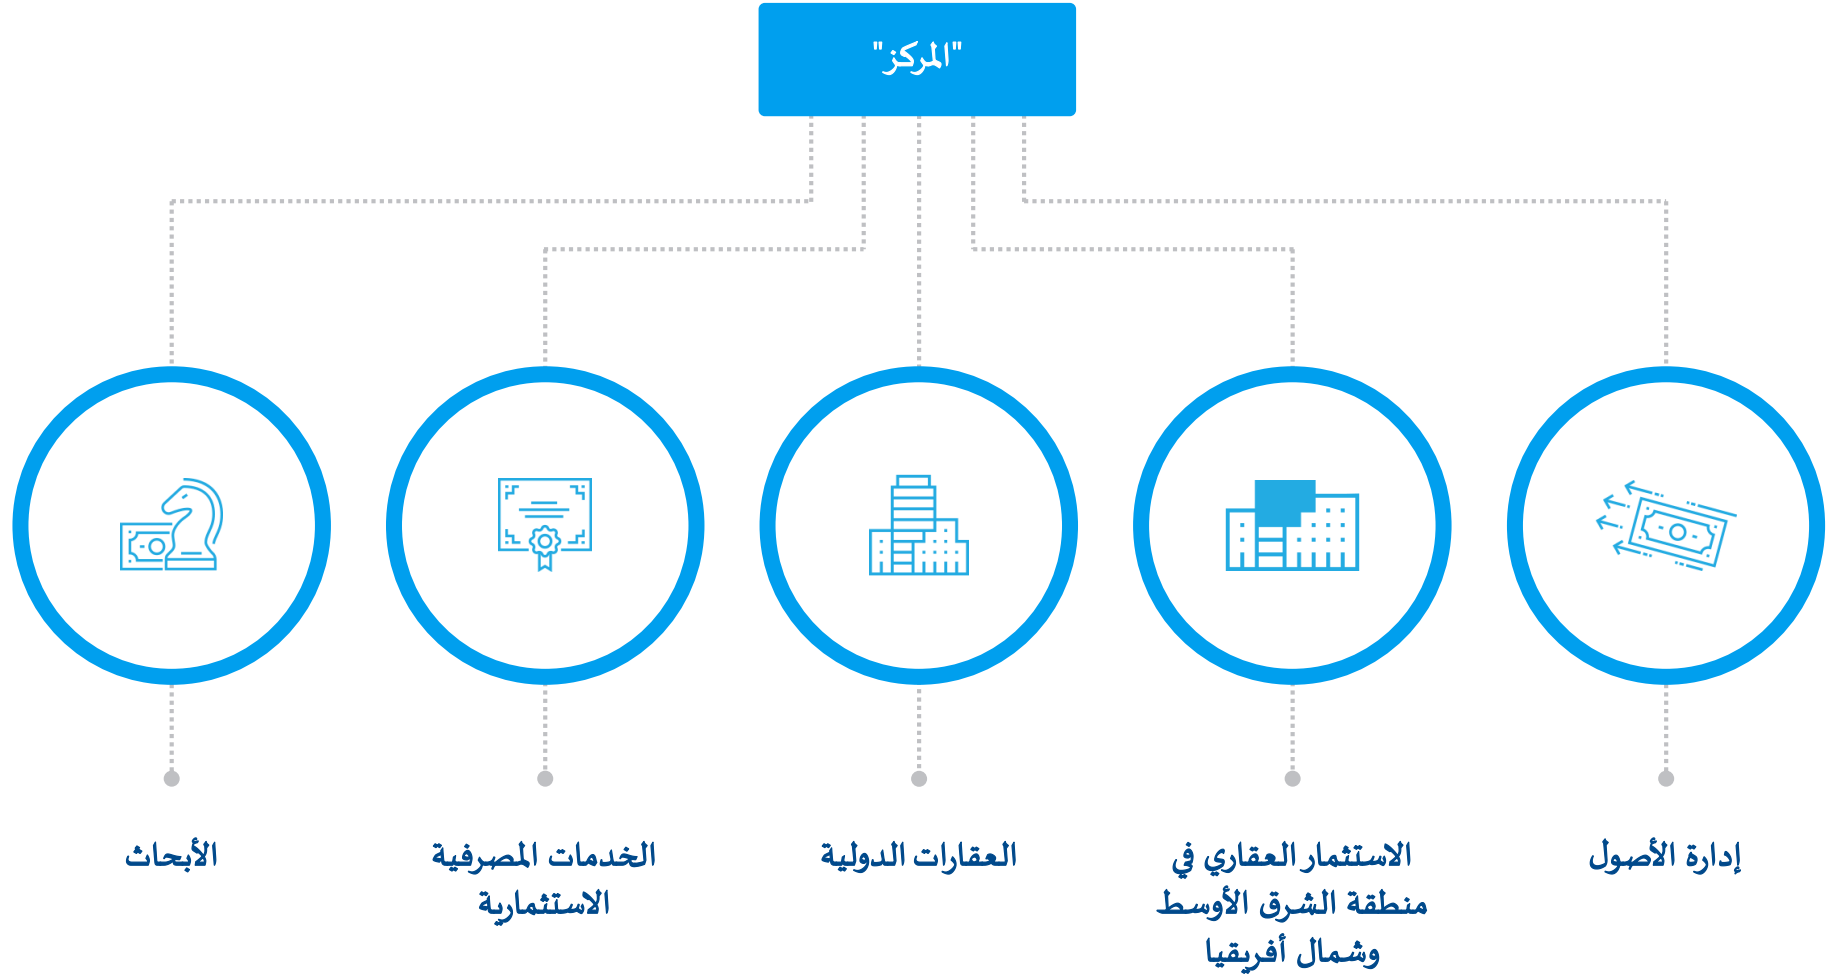 "المركز"
إدارة الأصول
الاستثمار العقاري في
منطقة الشرق الأوسط
وشمال أفريقيا
العقارات الدولية
الخدمات المصرفية
الاستثمارية
الأبحاث